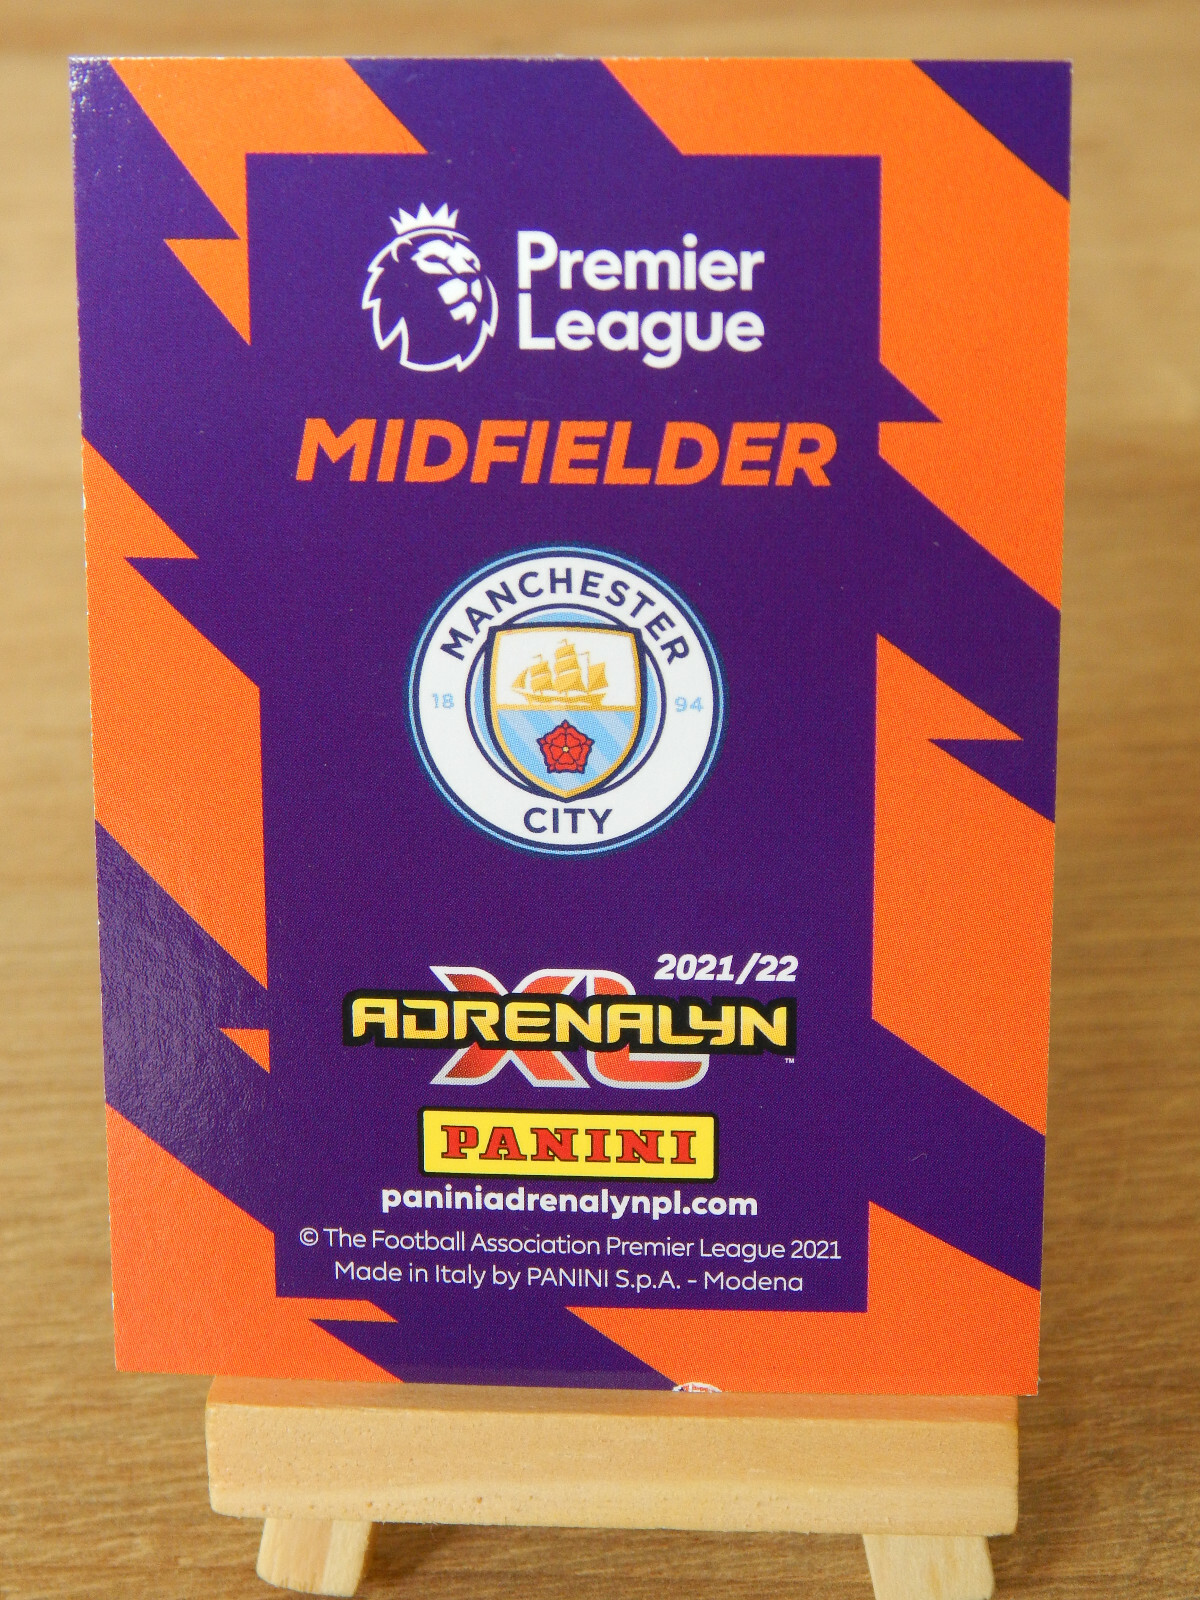 Premier
League
MIDFIELDER
MANCHESTER
18 94
CITY
2021/22
ADRENALYN
XL
™
PANINI
paniniadrenalynpl.com
© The Football Association Premier League 2021
Made in Italy by PANINI S.p.A. - Modena